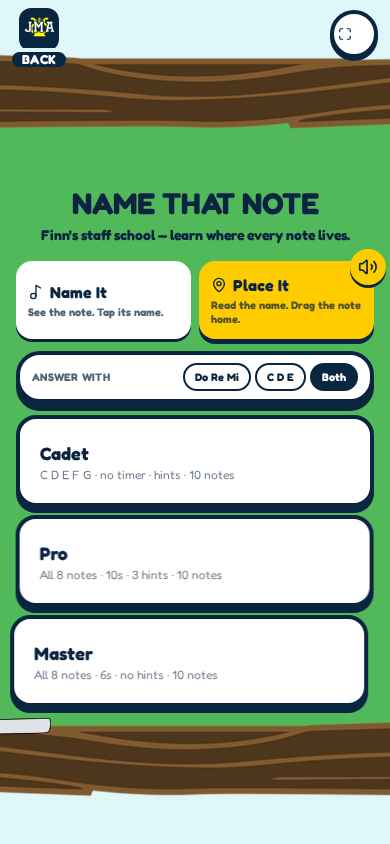 JMA
BACK
NAME THAT NOTE
Finn's staff school — learn where every note lives.
Name It
See the note. Tap its name.
Place It
Read the name. Drag the note
home.
ANSWER WITH
Do Re Mi
C D E
Both
Cadet
C D E F G · no timer · hints · 10 notes
Pro
All 8 notes · 10s · 3 hints · 10 notes
Master
All 8 notes · 6s · no hints · 10 notes